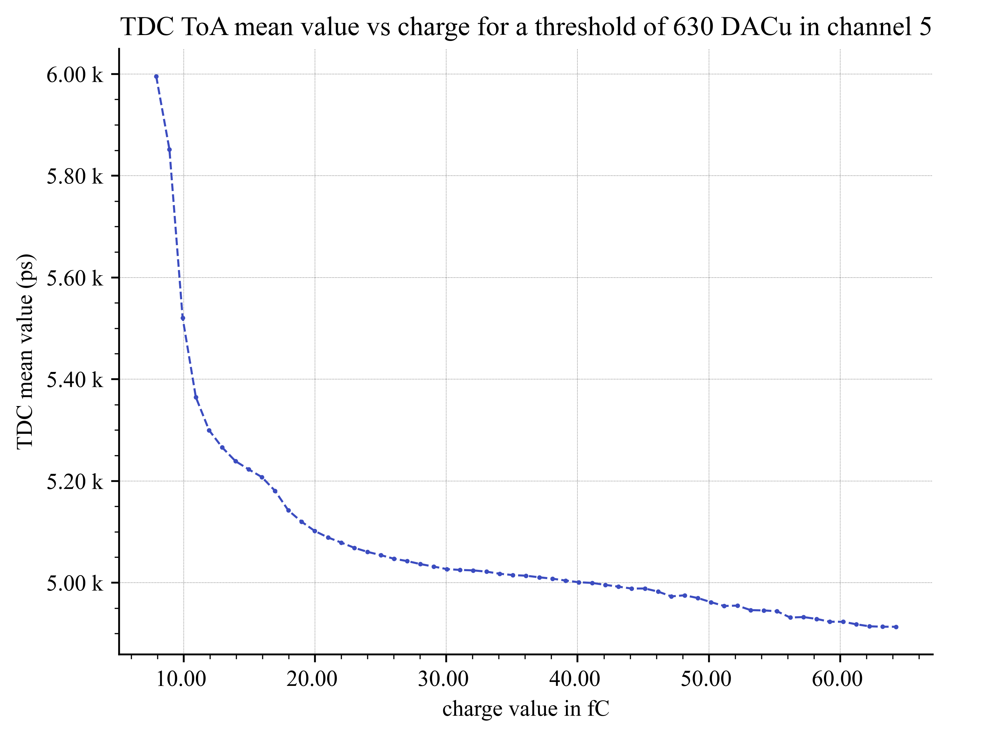 TDC ToA mean value vs charge for a threshold of 630 DACu in channel 5
TDC mean value (ps)
6.00 k
5.80 k
5.60 k
5.40 k
5.20 k
5.00 k
10.00 20.00 30.00 40.00 50.00 60.00
charge value in fC